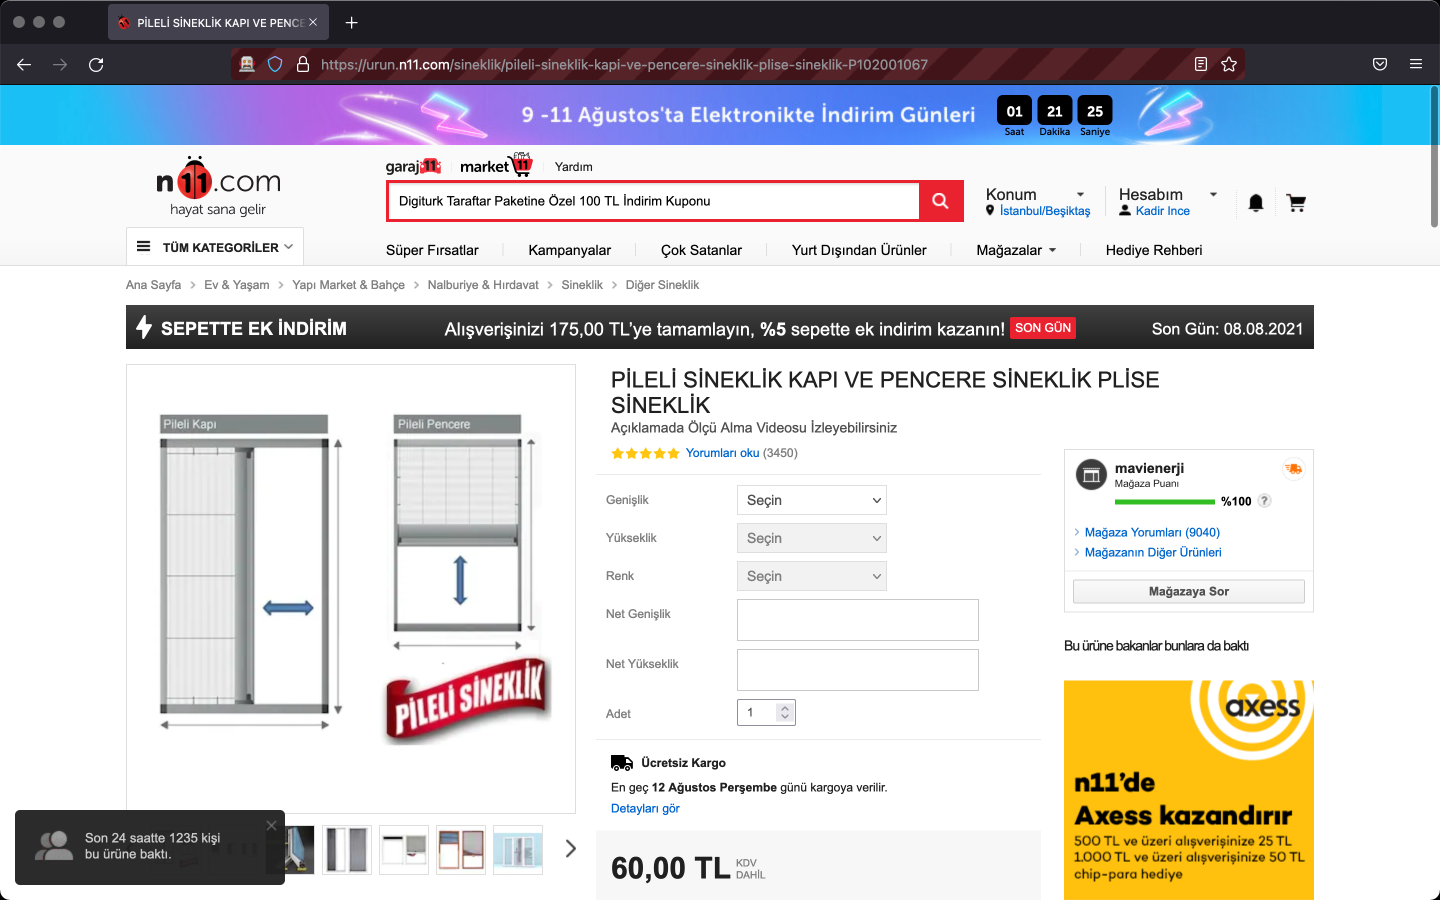 PİLELİ SİNEKLİK KAPI VE PENCE
https://urun.n11.com/sineklik/pileli-sineklik-kapi-ve-pencere-sineklik-plise-sineklik-P102001067
9 -11 Ağustos'ta Elektronikte İndirim Günleri
01 21 25
Saat Dakika Saniye
garaj11 market11 Yardım
n11.com
hayat sana gelir
Digiturk Taraftar Paketine Özel 100 TL İndirim Kuponu
Konum
İstanbul/Beşiktaş
Hesabım
Kadir Ince
TÜM KATEGORİLER
Süper Fırsatlar Kampanyalar Çok Satanlar Yurt Dışından Ürünler Mağazalar Hediye Rehberi
Ana Sayfa > Ev & Yaşam > Yapı Market & Bahçe > Nalburiye & Hırdavat > Sineklik > Diğer Sineklik
SEPETTE EK İNDİRİM Alışverişinizi 175,00 TL'ye tamamlayın, %5 sepette ek indirim kazanın! SON GÜN Son Gün: 08.08.2021
Pileli Kapı
Pileli Pencere
PİLELİ SİNEKLİK
PİLELİ SİNEKLİK KAPI VE PENCERE SİNEKLİK PLİSE
SİNEKLİK
Açıklamada Ölçü Alma Videosu İzleyebilirsiniz
Yorumları oku (3450)
Genişlik Seçin
Yükseklik Seçin
Renk Seçin
Net Genişlik
Net Yükseklik
Adet 1
Ücretsiz Kargo
En geç 12 Ağustos Perşembe günü kargoya verilir.
Detayları gör
60,00 TL KDV
DAHİL
mavienerji
Mağaza Puanı
%100 ?
Mağaza Yorumları (9040)
Mağazanın Diğer Ürünleri
Mağazaya Sor
Bu ürüne bakanlar bunlara da baktı
axess
n11'de
Axess kazandırır
500 TL ve üzeri alışverişinize 25 TL
1.000 TL ve üzeri alışverişinize 50 TL
chip-para hediye
Son 24 saatte 1235 kişi
bu ürüne baktı.